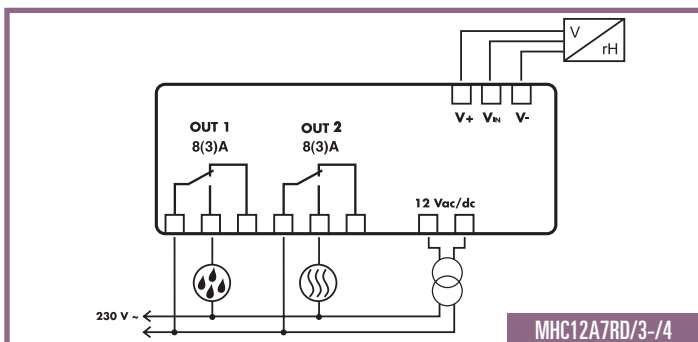 V
rH
V+ VIN V-
OUT 1 OUT 2
8(3)A 8(3)A
12 Vac/dc
230 V ~
MHC12A7RD/3-/4